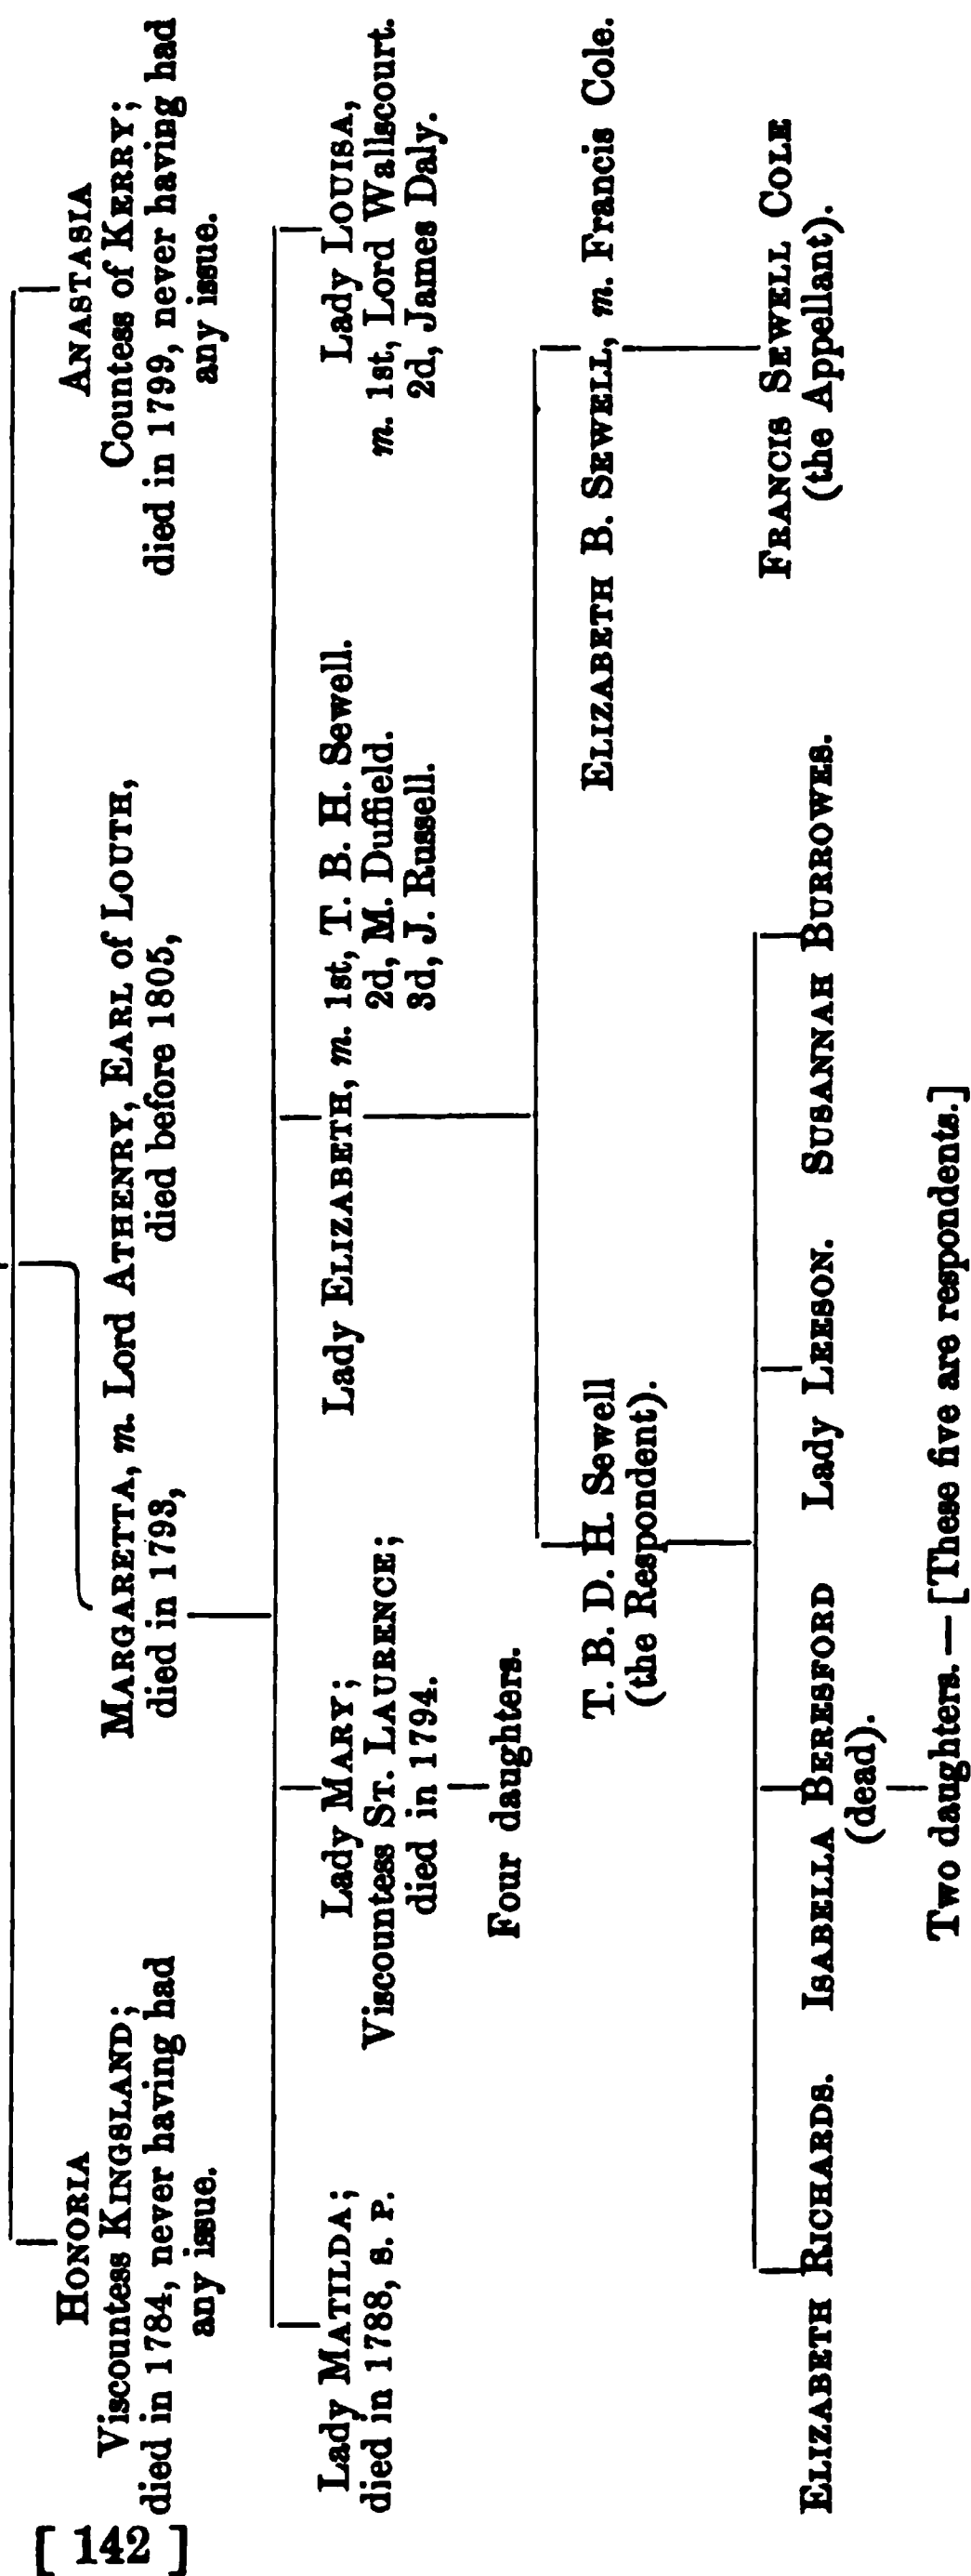 [ 142 ]
HONORIA
Viscountess KINGSLAND;
died in 1784, never having had
any issue.
MARGARETTA, m. Lord ATHENRY, EARL of LOUTH,
died in 1793,
died before 1805,
ANASTASIA
Countess of KERRY;
died in 1799, never having had
any issue.
Lady MATILDA;
died in 1788, S. P.
Lady MARY;
Viscountess ST. LAURENCE;
died in 1794.
Four daughters.
Lady ELIZABETH, m. 1st, T. B. H. Sewell.
2d, M. Duffield.
3d, J. Russell.
Lady LOUISA,
m. 1st, Lord Wallscourt.
2d, James Daly.
T. B. D. H. Sewell
(the Respondent).
ELIZABETH B. SEWELL, m. Francis Cole.
FRANCIS SEWELL COLE
(the Appellant).
ELIZABETH RICHARDS.
ISABELLA BERESFORD
(dead).
Lady LEESON.
SUSANNAH BURROWES.
Two daughters.—[These five are respondents.]